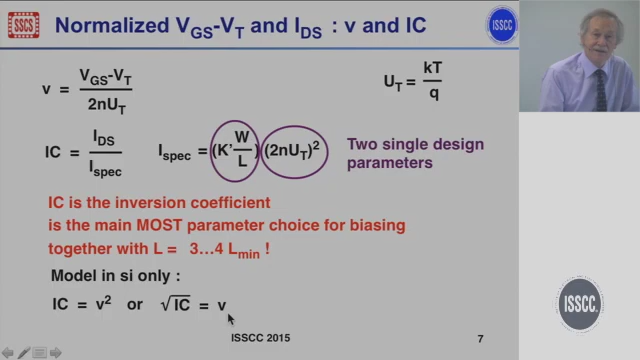 SSCS
Normalized V_GS-V_T and I_DS : v and IC
ISSCC
v = V_GS-V_T / 2nU_T
U_T = kT / q
IC = I_DS / I_spec
I_spec = (K' W / L) (2nU_T)²
Two single design
parameters
IC is the inversion coefficient
is the main MOST parameter choice for biasing
together with L = 3...4 L_min !
Model in si only :
IC = v² or √IC = v
ISSCC
ISSCC 2015
7